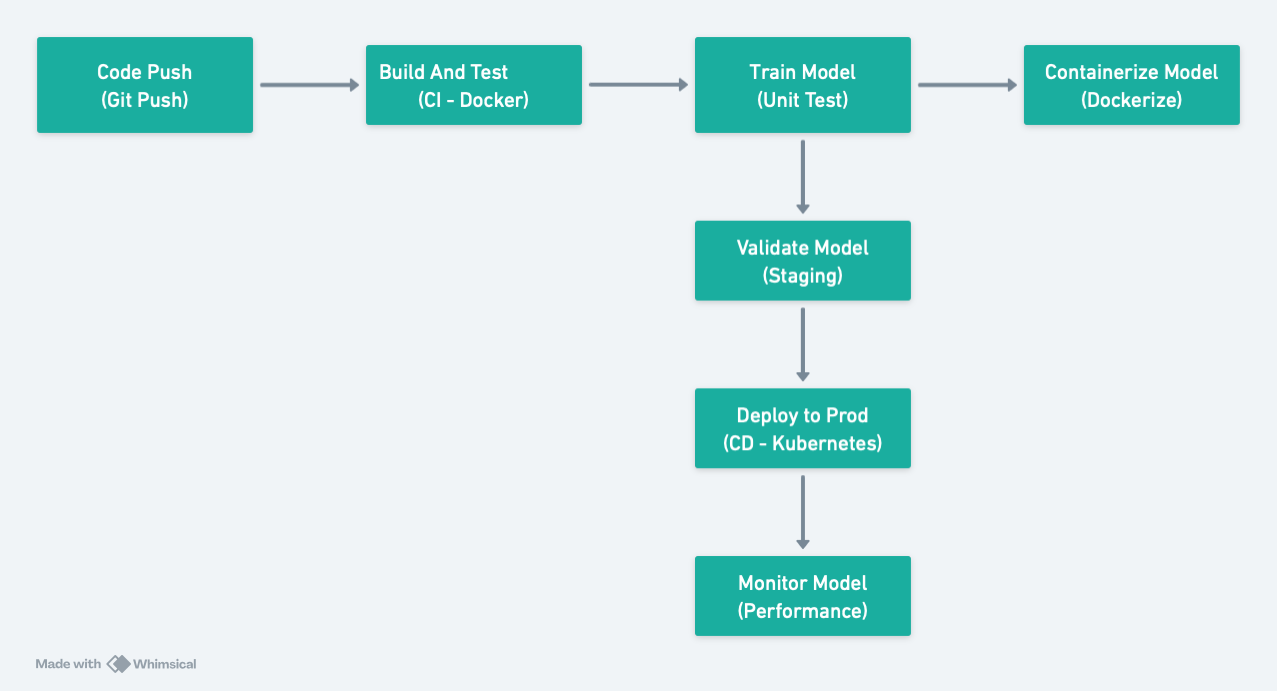 Code Push
(Git Push)
Build And Test
(CI - Docker)
Train Model
(Unit Test)
Containerize Model
(Dockerize)
Validate Model
(Staging)
Deploy to Prod
(CD - Kubernetes)
Monitor Model
(Performance)
Made with Whimsical